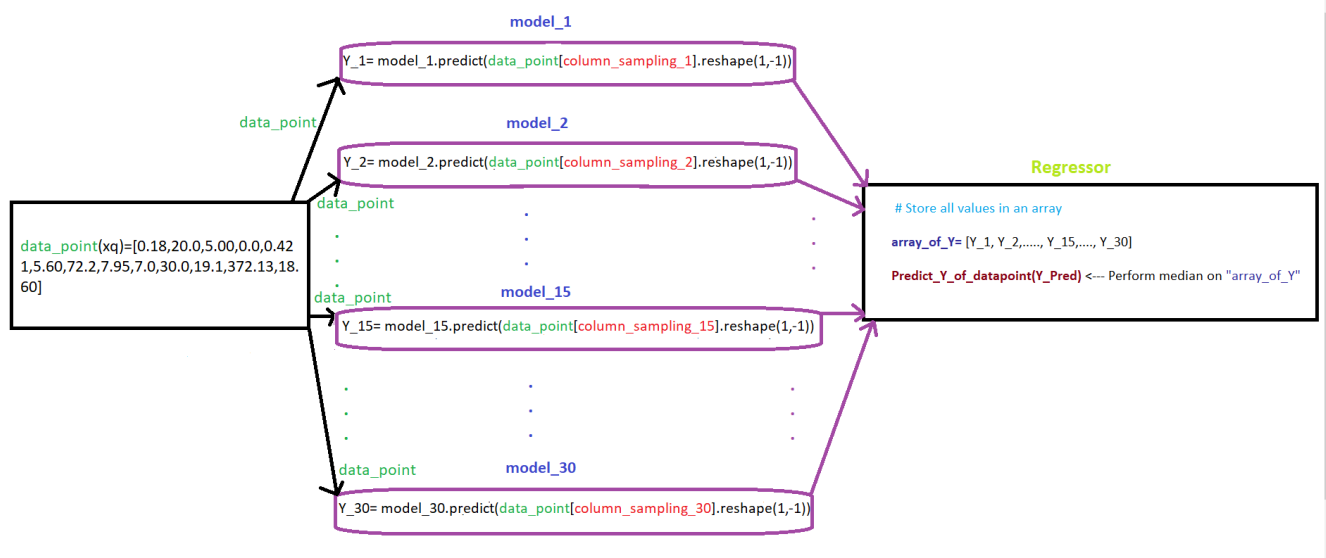 model_1
Y_1= model_1.predict(data_point[column_sampling_1].reshape(1,-1))
data_point
model_2
Y_2= model_2.predict(data_point[column_sampling_2].reshape(1,-1))
data_point
data_point(xq)=[0.18,20.0,5.00,0.0,0.42
1,5.60,72.2,7.95,7.0,30.0,19.1,372.13,18.
60]
data_point
model_15
Y_15= model_15.predict(data_point[column_sampling_15].reshape(1,-1))
data_point
model_30
Y_30= model_30.predict(data_point[column_sampling_30].reshape(1,-1))
Regressor
# Store all values in an array
array_of_Y= [Y_1, Y_2,....., Y_15,...., Y_30]
Predict_Y_of_datapoint(Y_Pred) <--- Perform median on "array_of_Y"